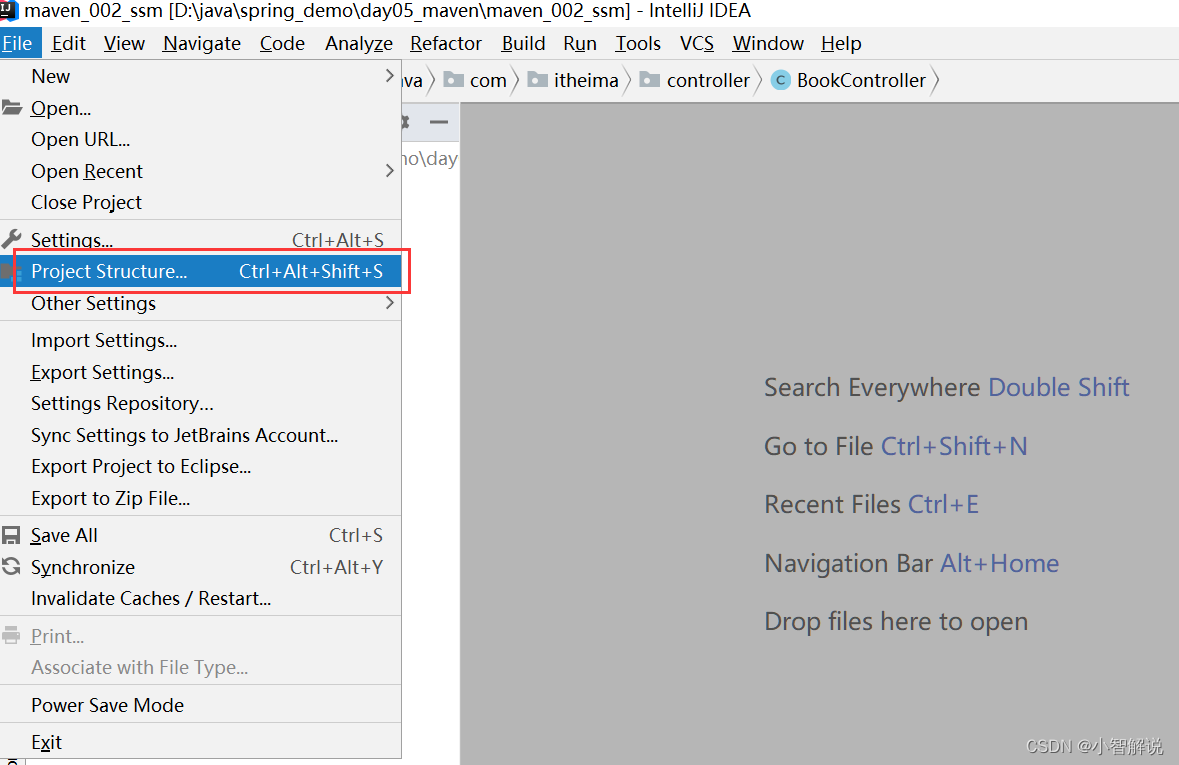 maven_002_ssm [D:\java\spring_demo\day05_maven\maven_002_ssm] - IntelliJ IDEA
File Edit View Navigate Code Analyze Refactor Build Run Tools VCS Window Help
com itheima controller BookController
New
Open...
Open URL...
Open Recent
Close Project
Settings... Ctrl+Alt+S
Project Structure... Ctrl+Alt+Shift+S
Other Settings
Import Settings...
Export Settings...
Settings Repository...
Sync Settings to JetBrains Account...
Export Project to Eclipse...
Export to Zip File...
Save All Ctrl+S
Synchronize Ctrl+Alt+Y
Invalidate Caches / Restart...
Print...
Associate with File Type...
Power Save Mode
Exit
\day
Search Everywhere Double Shift
Go to File Ctrl+Shift+N
Recent Files Ctrl+E
Navigation Bar Alt+Home
Drop files here to open
CSDN @小智解说